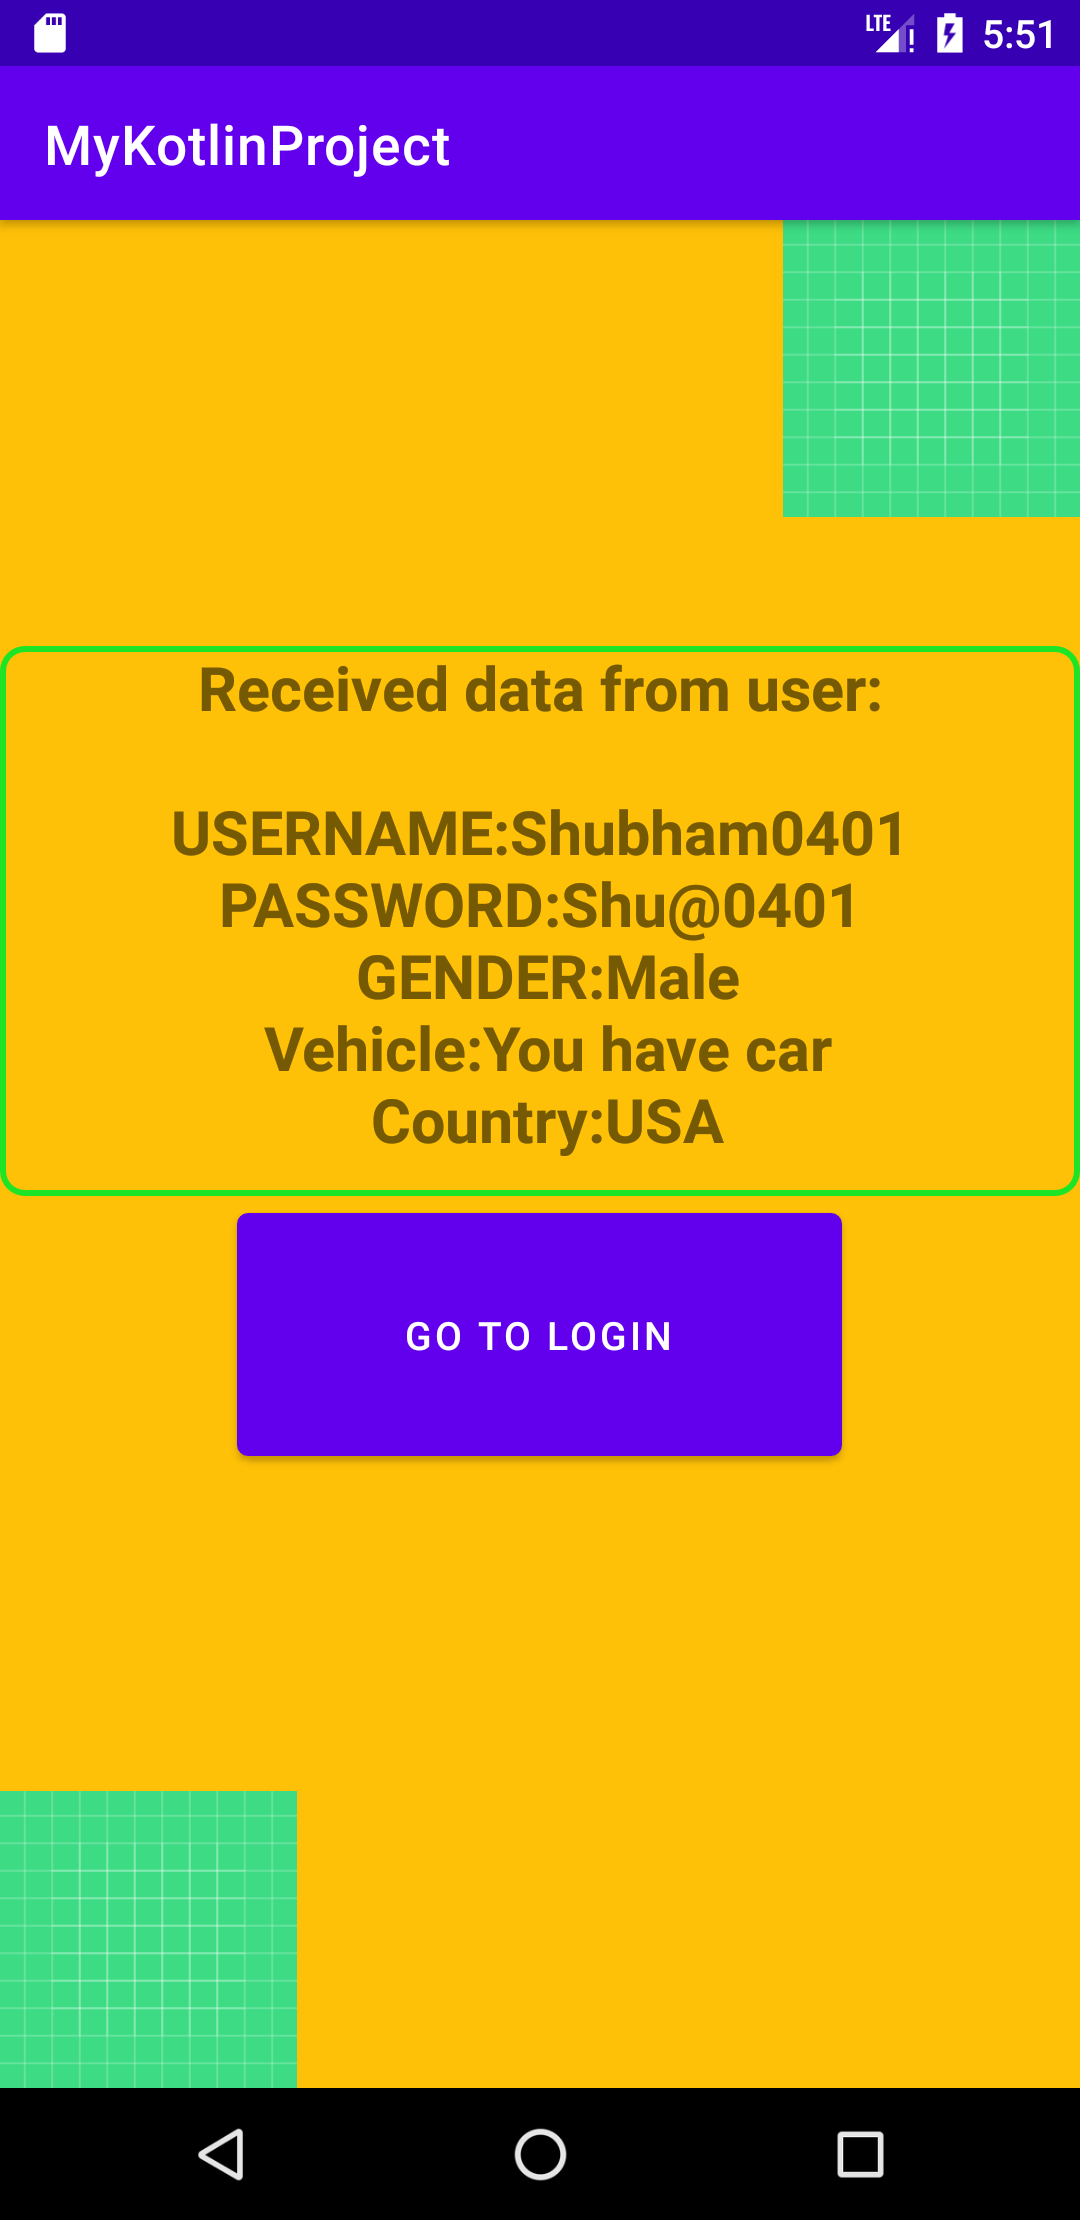 LTE ! 5:51
MyKotlinProject
Received data from user:
USERNAME:Shubham0401
PASSWORD:Shu@0401
GENDER:Male
Vehicle:You have car
Country:USA
GO TO LOGIN